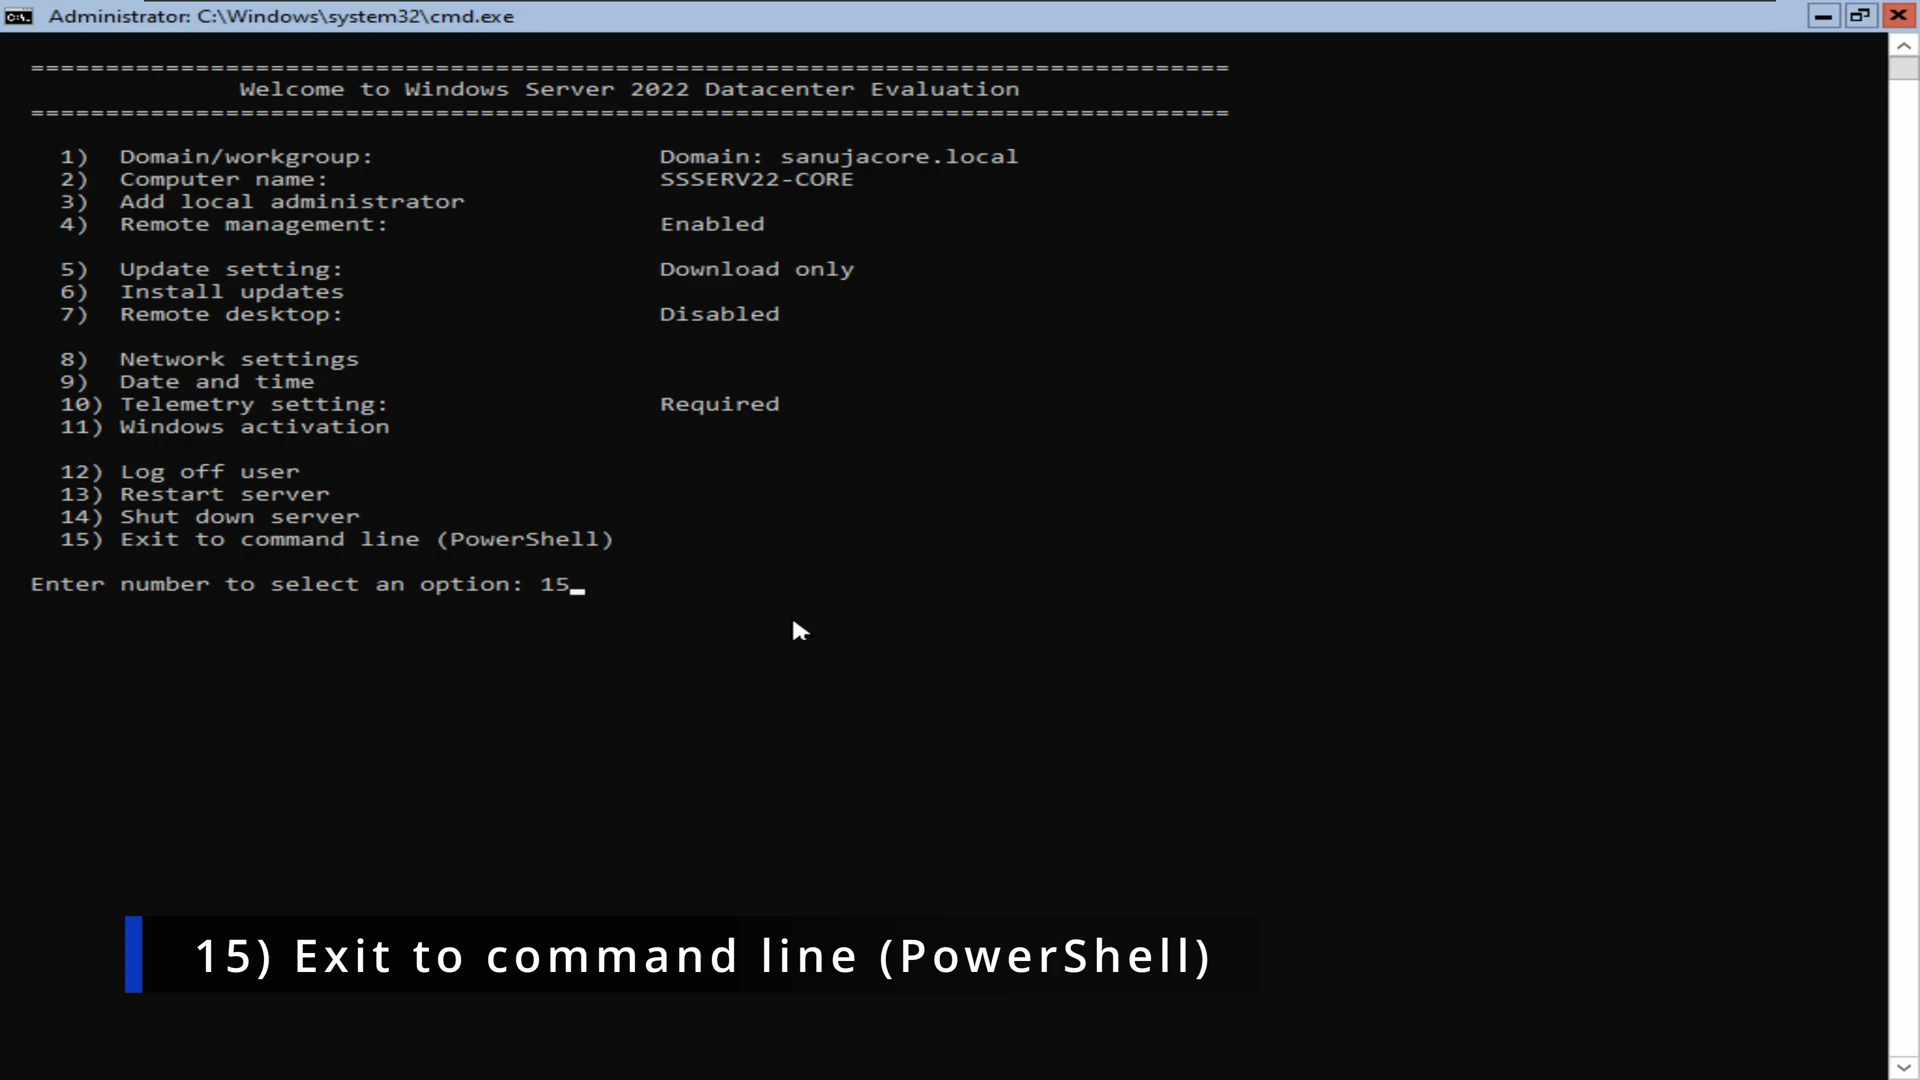 Administrator: C:\Windows\system32\cmd.exe
================================================================================
Welcome to Windows Server 2022 Datacenter Evaluation
================================================================================
1) Domain/workgroup: Domain: sanujacore.local
2) Computer name: SSSERV22-CORE
3) Add local administrator
4) Remote management: Enabled
5) Update setting: Download only
6) Install updates
7) Remote desktop: Disabled
8) Network settings
9) Date and time
10) Telemetry setting: Required
11) Windows activation
12) Log off user
13) Restart server
14) Shut down server
15) Exit to command line (PowerShell)
Enter number to select an option: 15_
15) Exit to command line (PowerShell)